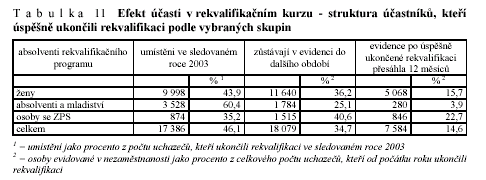 Tabulka 11 Efekt účasti v rekvalifikačním kurzu - struktura účastníků, kteří
úspěšně ukončili rekvalifikaci podle vybraných skupin
absolventi rekvalifikačního programu | umístění ve sledovaném roce 2003 | zůstávají v evidenci do dalšího období | evidence po úspěšně ukončené rekvalifikaci přesáhla 12 měsíců
% 1 | % 2 | % 2
ženy 9 998 43,9 11 640 36,2 5 068 15,7
absolventi a mladiství 3 528 60,4 1 784 25,1 280 3,9
osoby se ZPS 874 35,2 1 515 40,6 846 22,7
celkem 17 386 46,1 18 079 34,7 7 584 14,6
1 – umístění jako procento z počtu uchazečů, kteří ukončili rekvalifikaci ve sledovaném roce 2003
2 – osoby evidované v nezaměstnanosti jako procento z celkového počtu uchazečů, kteří od počátku roku ukončili
rekvalifikaci